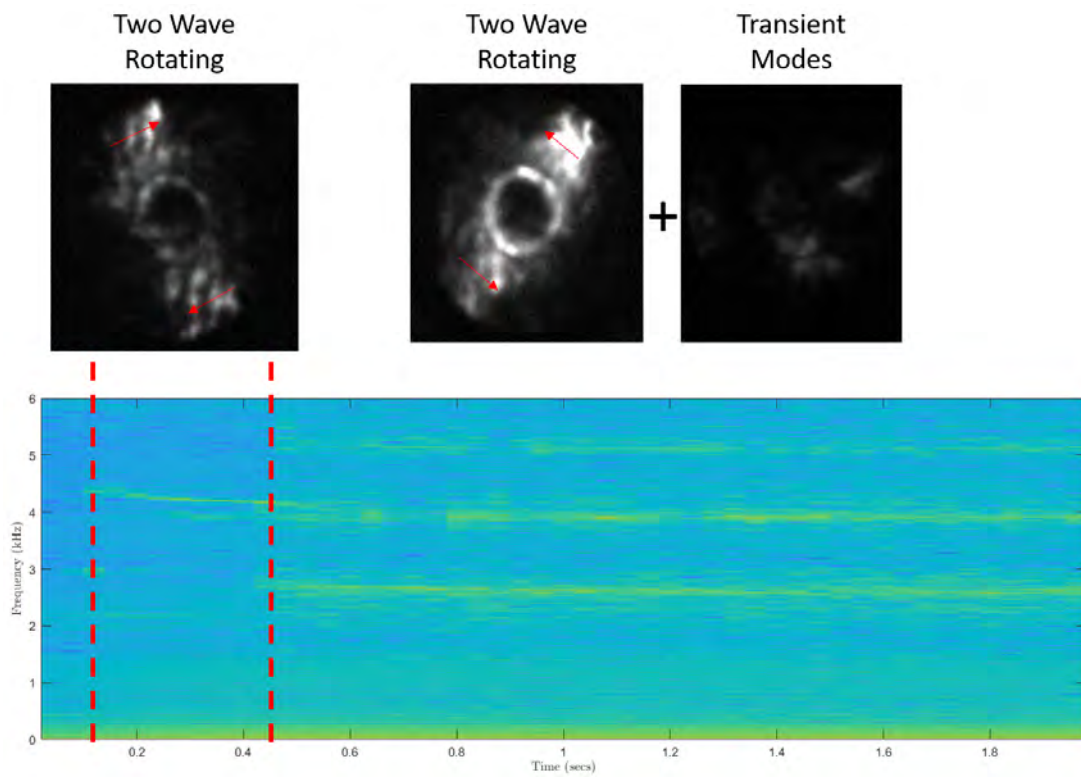 Two Wave
Rotating
Two Wave
Rotating
Transient
Modes
+
6
5
4
3
2
1
0
Frequency (kHz)
0.2
0.4
0.6
0.8
1
1.2
1.4
1.6
1.8
Time (secs)